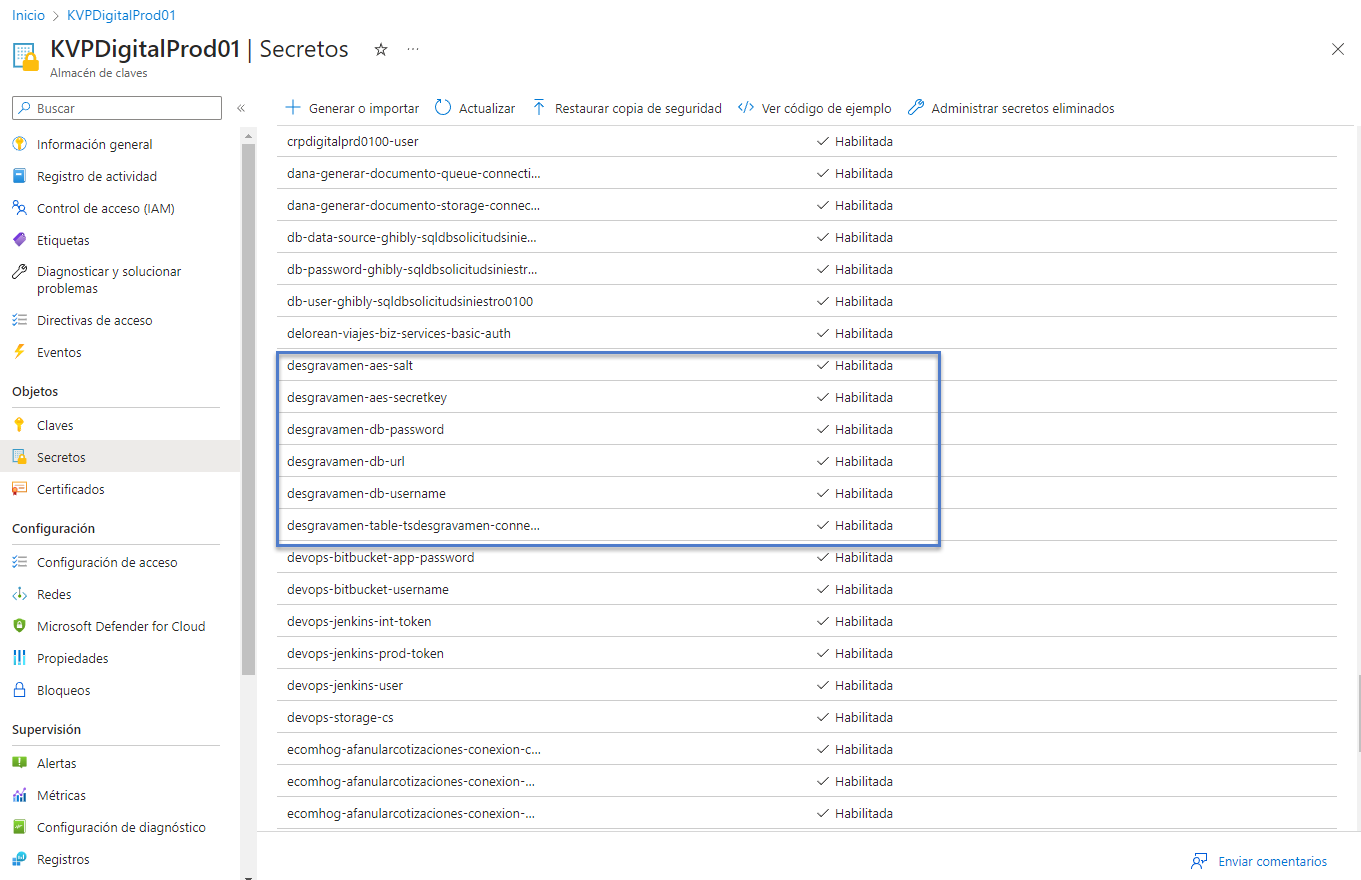 Inicio > KVPDigitalProd01
KVPDigitalProd01 | Secretos ☆ ...
Almacén de claves
Buscar
«
Información general
Registro de actividad
Control de acceso (IAM)
Etiquetas
Diagnosticar y solucionar
problemas
Directivas de acceso
Eventos
Objetos
Claves
Secretos
Certificados
Configuración
Configuración de acceso
Redes
Microsoft Defender for Cloud
Propiedades
Bloqueos
Supervisión
Alertas
Métricas
Configuración de diagnóstico
Registros
Generar o importar Actualizar Restaurar copia de seguridad Ver código de ejemplo Administrar secretos eliminados
crpdigitalprd0100-user ✓ Habilitada
dana-generar-documento-queue-connecti... ✓ Habilitada
dana-generar-documento-storage-connec... ✓ Habilitada
db-data-source-ghibly-sqldbsolicitudsinie... ✓ Habilitada
db-password-ghibly-sqldbsolicitudsiniestr... ✓ Habilitada
db-user-ghibly-sqldbsolicitudsiniestro0100 ✓ Habilitada
delorean-viajes-biz-services-basic-auth ✓ Habilitada
desgravamen-aes-salt ✓ Habilitada
desgravamen-aes-secretkey ✓ Habilitada
desgravamen-db-password ✓ Habilitada
desgravamen-db-url ✓ Habilitada
desgravamen-db-username ✓ Habilitada
desgravamen-table-tsdesgravamen-conne... ✓ Habilitada
devops-bitbucket-app-password ✓ Habilitada
devops-bitbucket-username ✓ Habilitada
devops-jenkins-int-token ✓ Habilitada
devops-jenkins-prod-token ✓ Habilitada
devops-jenkins-user ✓ Habilitada
devops-storage-cs ✓ Habilitada
ecomhog-afanularcotizaciones-conexion-c... ✓ Habilitada
ecomhog-afanularcotizaciones-conexion-... ✓ Habilitada
ecomhog-afanularcotizaciones-conexion-... ✓ Habilitada
Enviar comentarios